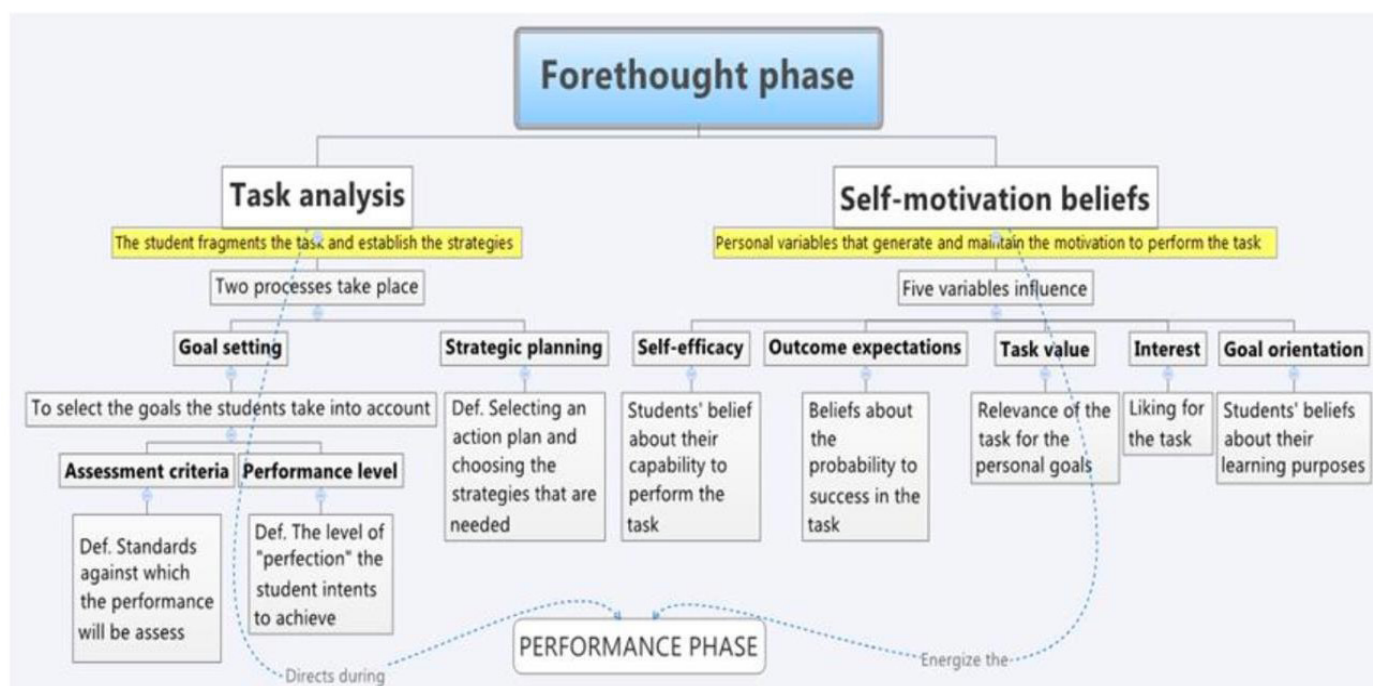 Forethought phase
Task analysis
The student fragments the task and establish the strategies
Two processes take place
Goal setting
To select the goals the students take into account
Assessment criteria
Def. Standards
against which
the performance
will be assess
Performance level
Def. The level of
"perfection" the
student intents
to achieve
Strategic planning
Def. Selecting an
action plan and
choosing the
strategies that are
needed
Self-motivation beliefs
Personal variables that generate and maintain the motivation to perform the task
Five variables influence
Self-efficacy
Students' belief
about their
capability to
perform the
task
Outcome expectations
Beliefs about
the
probability to
success in the
task
Task value
Relevance of the
task for the
personal goals
Interest
Liking for
the task
Goal orientation
Students' beliefs
about their
learning purposes
Directs during
PERFORMANCE PHASE
Energize the